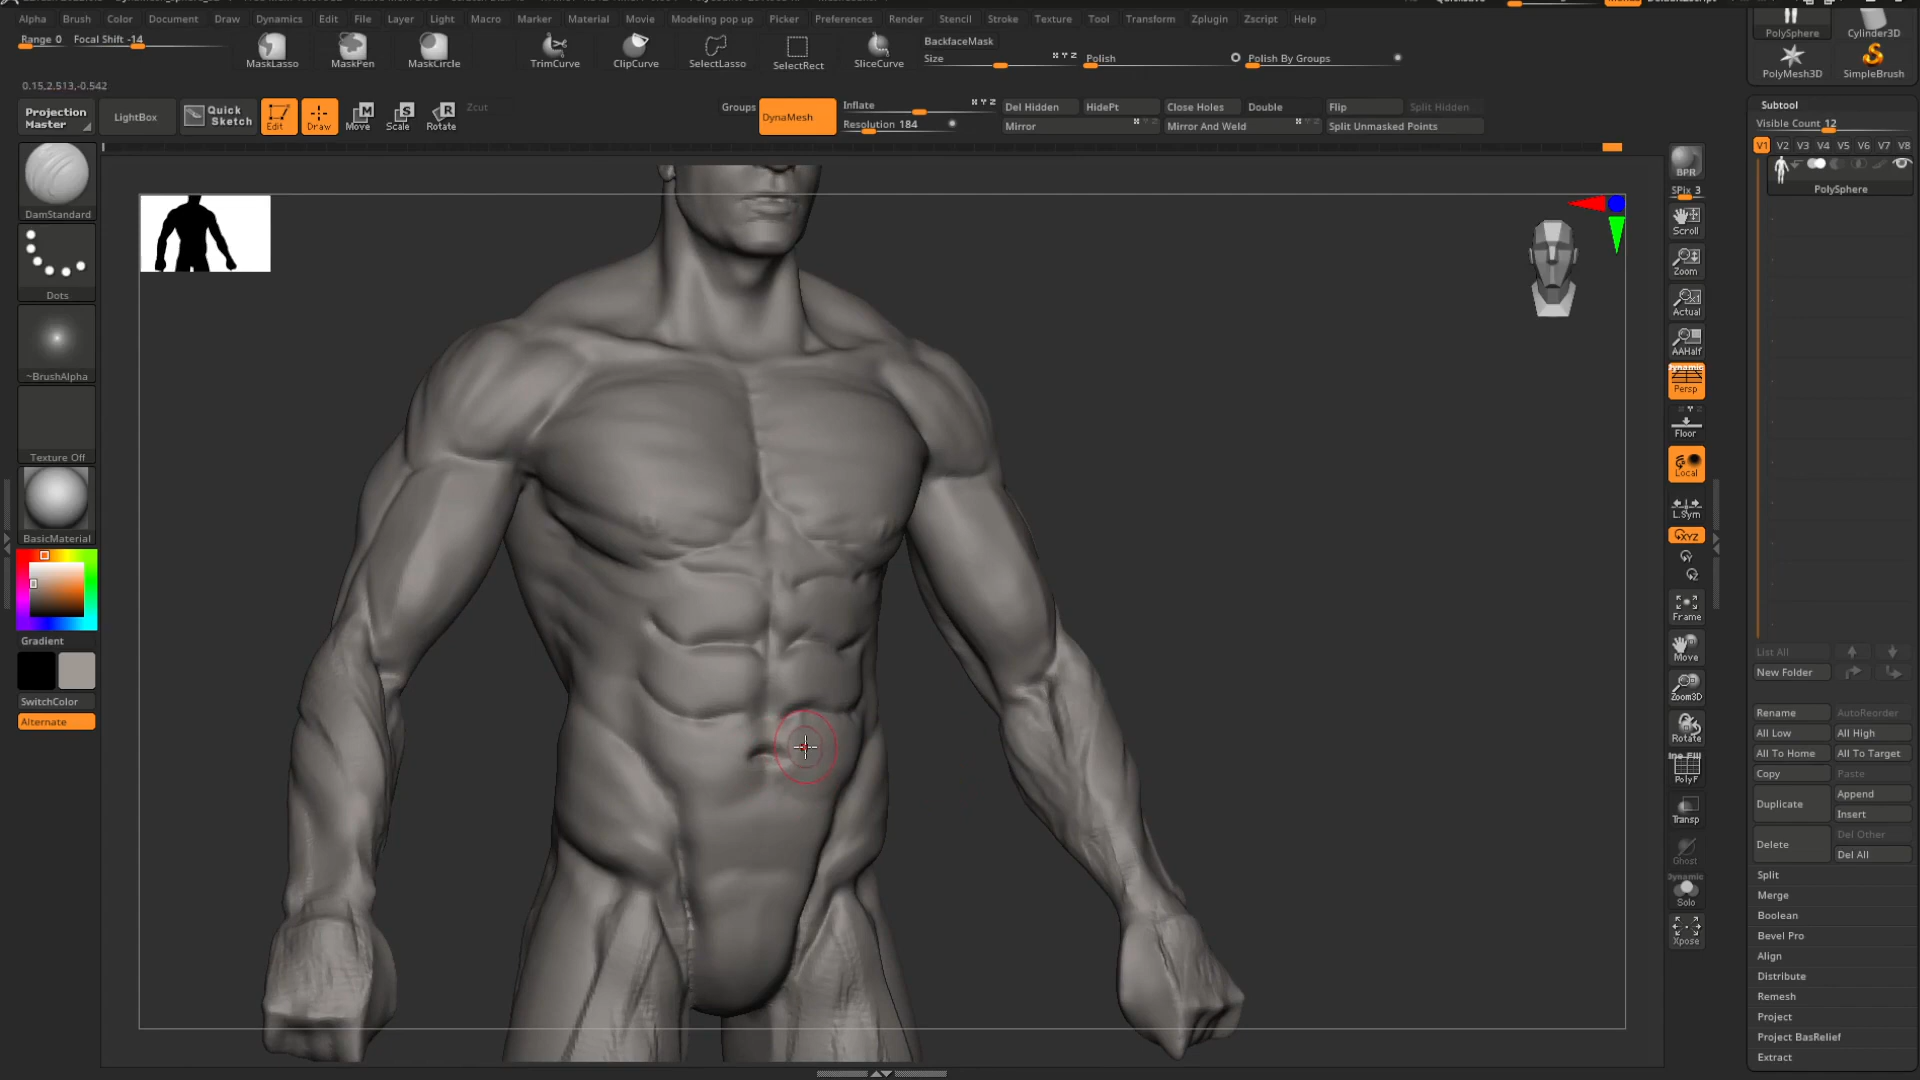 Alpha Brush Color Document Draw Dynamics Edit File Layer Light Macro Marker Material Movie Modeling pop up Picker Preferences Render Stencil Stroke Texture Tool Transform Zplugin Zscript Help
Range 0 Focal Shift -14
MaskLasso MaskPen MaskCircle TrimCurve ClipCurve SelectLasso SelectRect SliceCurve
BackfaceMask
Size X Y Z Polish Polish By Groups
PolySphere Cylinder3D
PolyMesh3D SimpleBrush
0.15,2.513,-0.542
Projection Master
LightBox
Quick Sketch
Edit Draw Move Scale Rotate
Zcut
Groups DynaMesh
Inflate X Y Z
Resolution 184
Del Hidden HidePt Close Holes Double Flip Split Hidden
Mirror Mirror And Weld Split Unmasked Points
Subtool
Visible Count 12
V1 V2 V3 V4 V5 V6 V7 V8
PolySphere
DamStandard
Dots
~BrushAlpha
Texture Off
BasicMaterial
Gradient
SwitchColor
Alternate
BPR
SPix 3
Scroll
Zoom
Actual
AAHalf
Dynamic
Persp
Floor
Local
L.Sym
XYZ
Y
Z
Frame
Move
Zoom3D
Rotate
Line Fill
PolyF
Transp
Ghost
Dynamic
Solo
Xpose
List All
New Folder
Rename AutoReorder
All Low All High
All To Home All To Target
Copy Paste
Duplicate Append
Insert
Delete Del Other
Del All
Split
Merge
Boolean
Bevel Pro
Align
Distribute
Remesh
Project
Project BasRelief
Extract